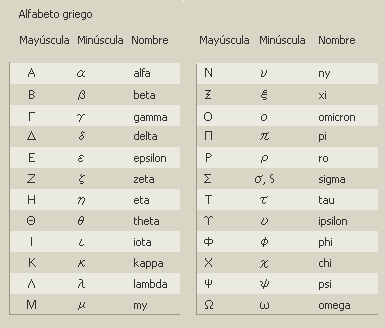 Alfabeto griego
Mayúscula Minúscula Nombre
Α α alfa
Β β beta
Γ γ gamma
Δ δ delta
Ε ε epsilon
Ζ ζ zeta
Η η eta
Θ θ theta
Ι ι iota
Κ κ kappa
Λ λ lambda
Μ μ my
Mayúscula Minúscula Nombre
Ν ν ny
Ξ ξ xi
Ο ο omicron
Π π pi
Ρ ρ ro
Σ σ, ς sigma
Τ τ tau
ϒ υ ipsilon
Φ ϕ phi
Χ χ chi
Ψ ψ psi
Ω ω omega